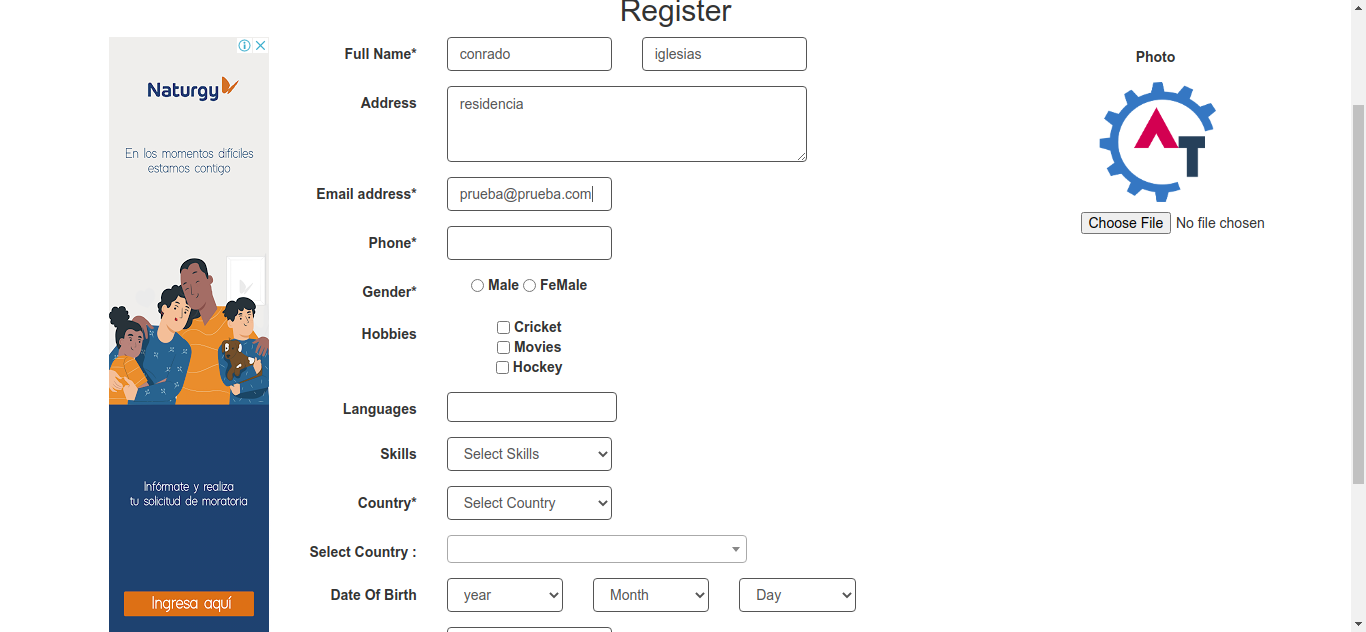 Register
Naturgy
En los momentos difíciles
estamos contigo
Infórmate y realiza
tu solicitud de moratoria
Ingresa aquí
Full Name* conrado iglesias
Address residencia
Email address* prueba@prueba.com
Phone*
Gender* Male FeMale
Hobbies Cricket
Movies
Hockey
Languages
Skills Select Skills
Country* Select Country
Select Country :
Date Of Birth year Month Day
Photo
AT
Choose File No file chosen